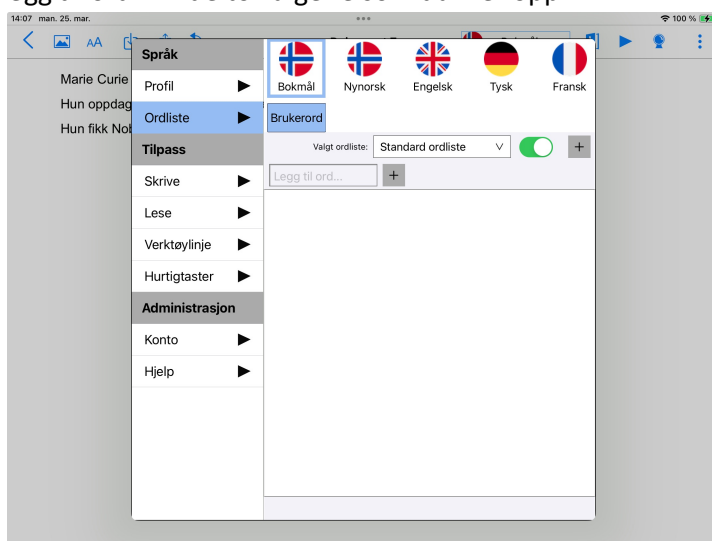 14:07 man. 25. mar.
100 %
AA
Marie Curie
Hun oppdag
Hun fikk Nob
Språk
Profil
Ordliste
Tilpass
Skrive
Lese
Verktøylinje
Hurtigtaster
Administrasjon
Konto
Hjelp
Bokmål Nynorsk Engelsk Tysk Fransk
Brukerord
Valgt ordliste: Standard ordliste
Legg til ord...